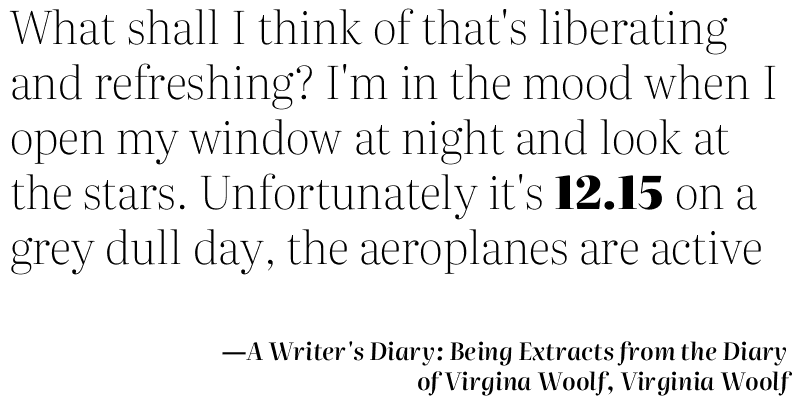 What shall I think of that's liberating
and refreshing? I'm in the mood when I
open my window at night and look at
the stars. Unfortunately it's 12.15 on a
grey dull day, the aeroplanes are active
—A Writer's Diary: Being Extracts from the Diary
of Virgina Woolf, Virginia Woolf